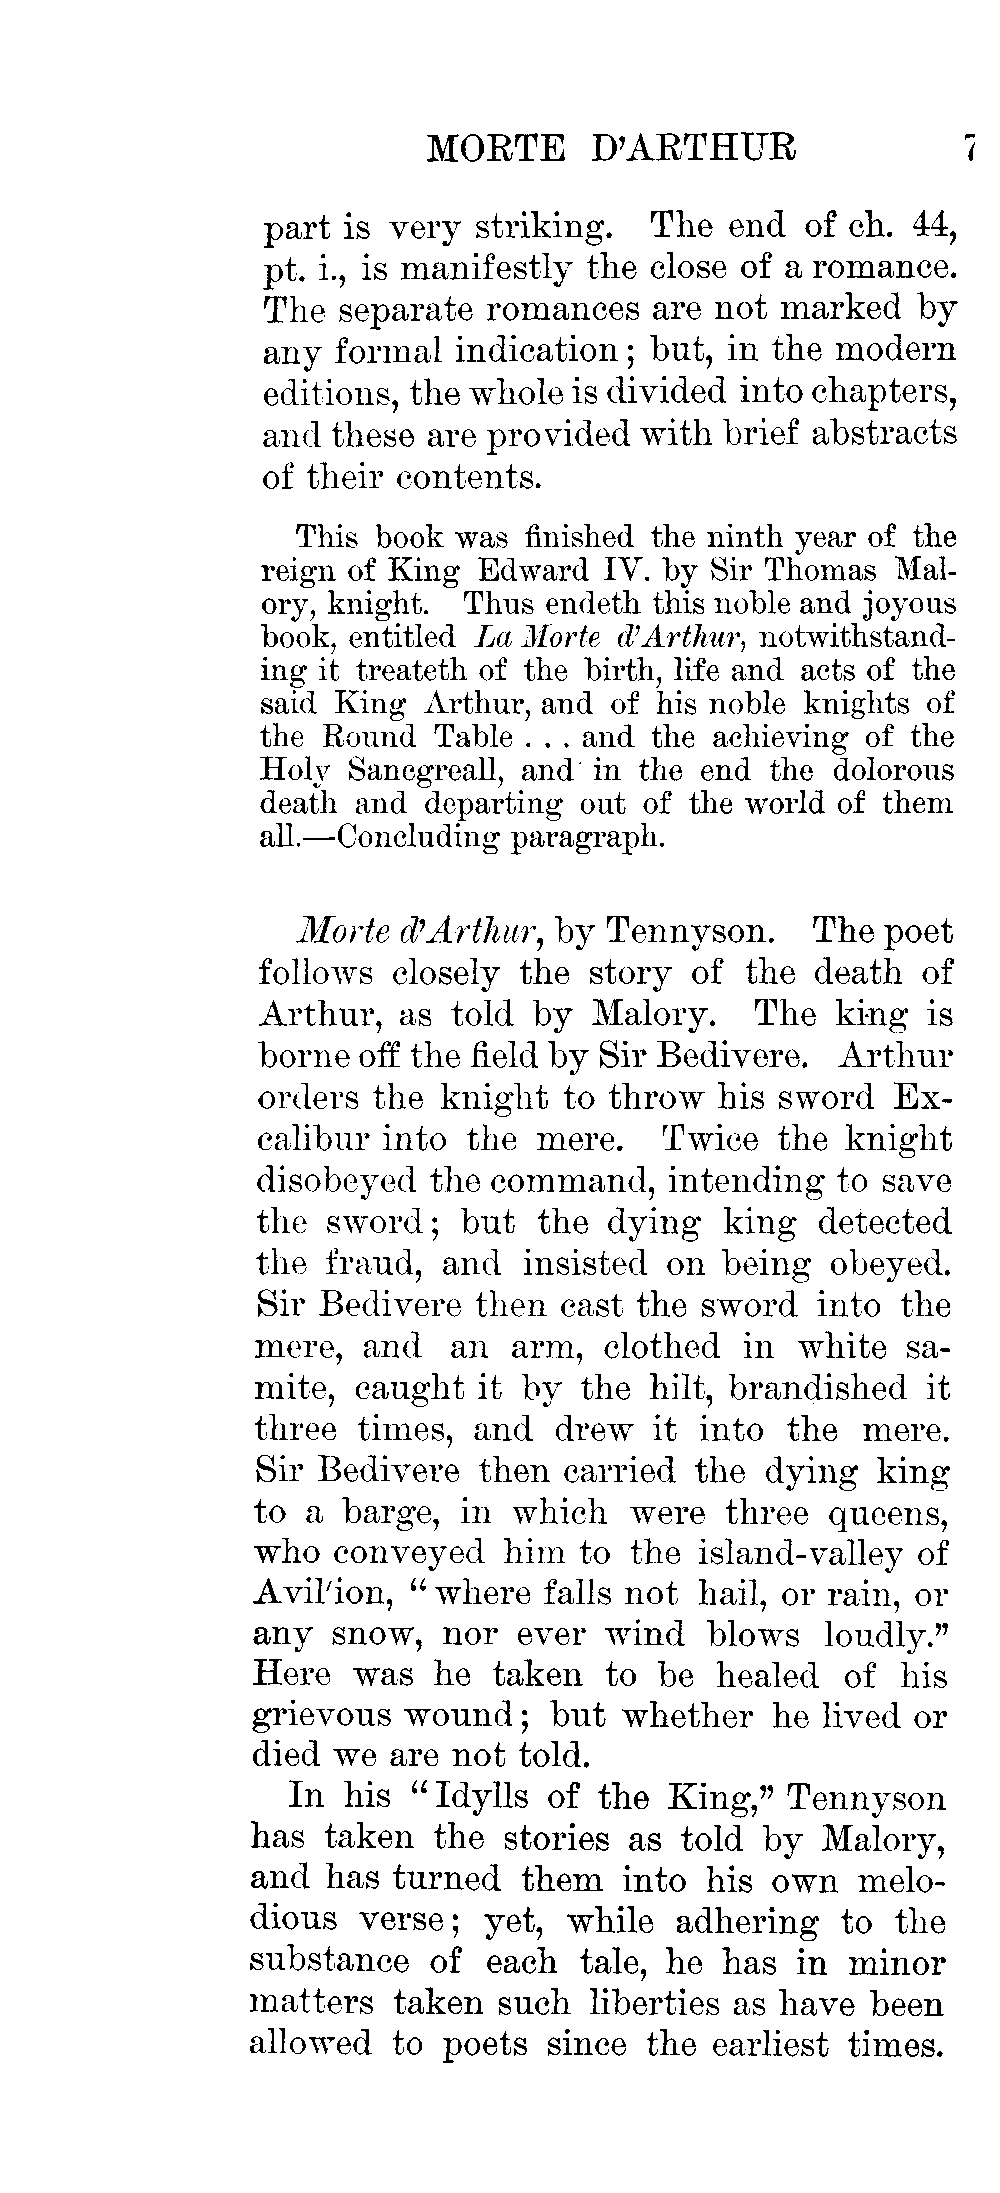 MORTE D'ARTHUR 7
part is very striking. The end of ch. 44,
pt. i., is manifestly the close of a romance.
The separate romances are not marked by
any formal indication; but, in the modern
editions, the whole is divided into chapters,
and these are provided with brief abstracts
of their contents.
This book was finished the ninth year of the
reign of King Edward IV. by Sir Thomas Mal-
ory, knight. Thus endeth this noble and joyous
book, entitled La Morte d'Arthur, notwithstand-
ing it treateth of the birth, life and acts of the
said King Arthur, and of his noble knights of
the Round Table . . . and the achieving of the
Holy Sancgreall, and in the end the dolorous
death and departing out of the world of them
all.—Concluding paragraph.
Morte d'Arthur, by Tennyson. The poet
follows closely the story of the death of
Arthur, as told by Malory. The king is
borne off the field by Sir Bedivere. Arthur
orders the knight to throw his sword Ex-
calibur into the mere. Twice the knight
disobeyed the command, intending to save
the sword; but the dying king detected
the fraud, and insisted on being obeyed.
Sir Bedivere then cast the sword into the
mere, and an arm, clothed in white sa-
mite, caught it by the hilt, brandished it
three times, and drew it into the mere.
Sir Bedivere then carried the dying king
to a barge, in which were three queens,
who conveyed him to the island-valley of
Avil'ion, "where falls not hail, or rain, or
any snow, nor ever wind blows loudly."
Here was he taken to be healed of his
grievous wound; but whether he lived or
died we are not told.
In his "Idylls of the King," Tennyson
has taken the stories as told by Malory,
and has turned them into his own melo-
dious verse; yet, while adhering to the
substance of each tale, he has in minor
matters taken such liberties as have been
allowed to poets since the earliest times.